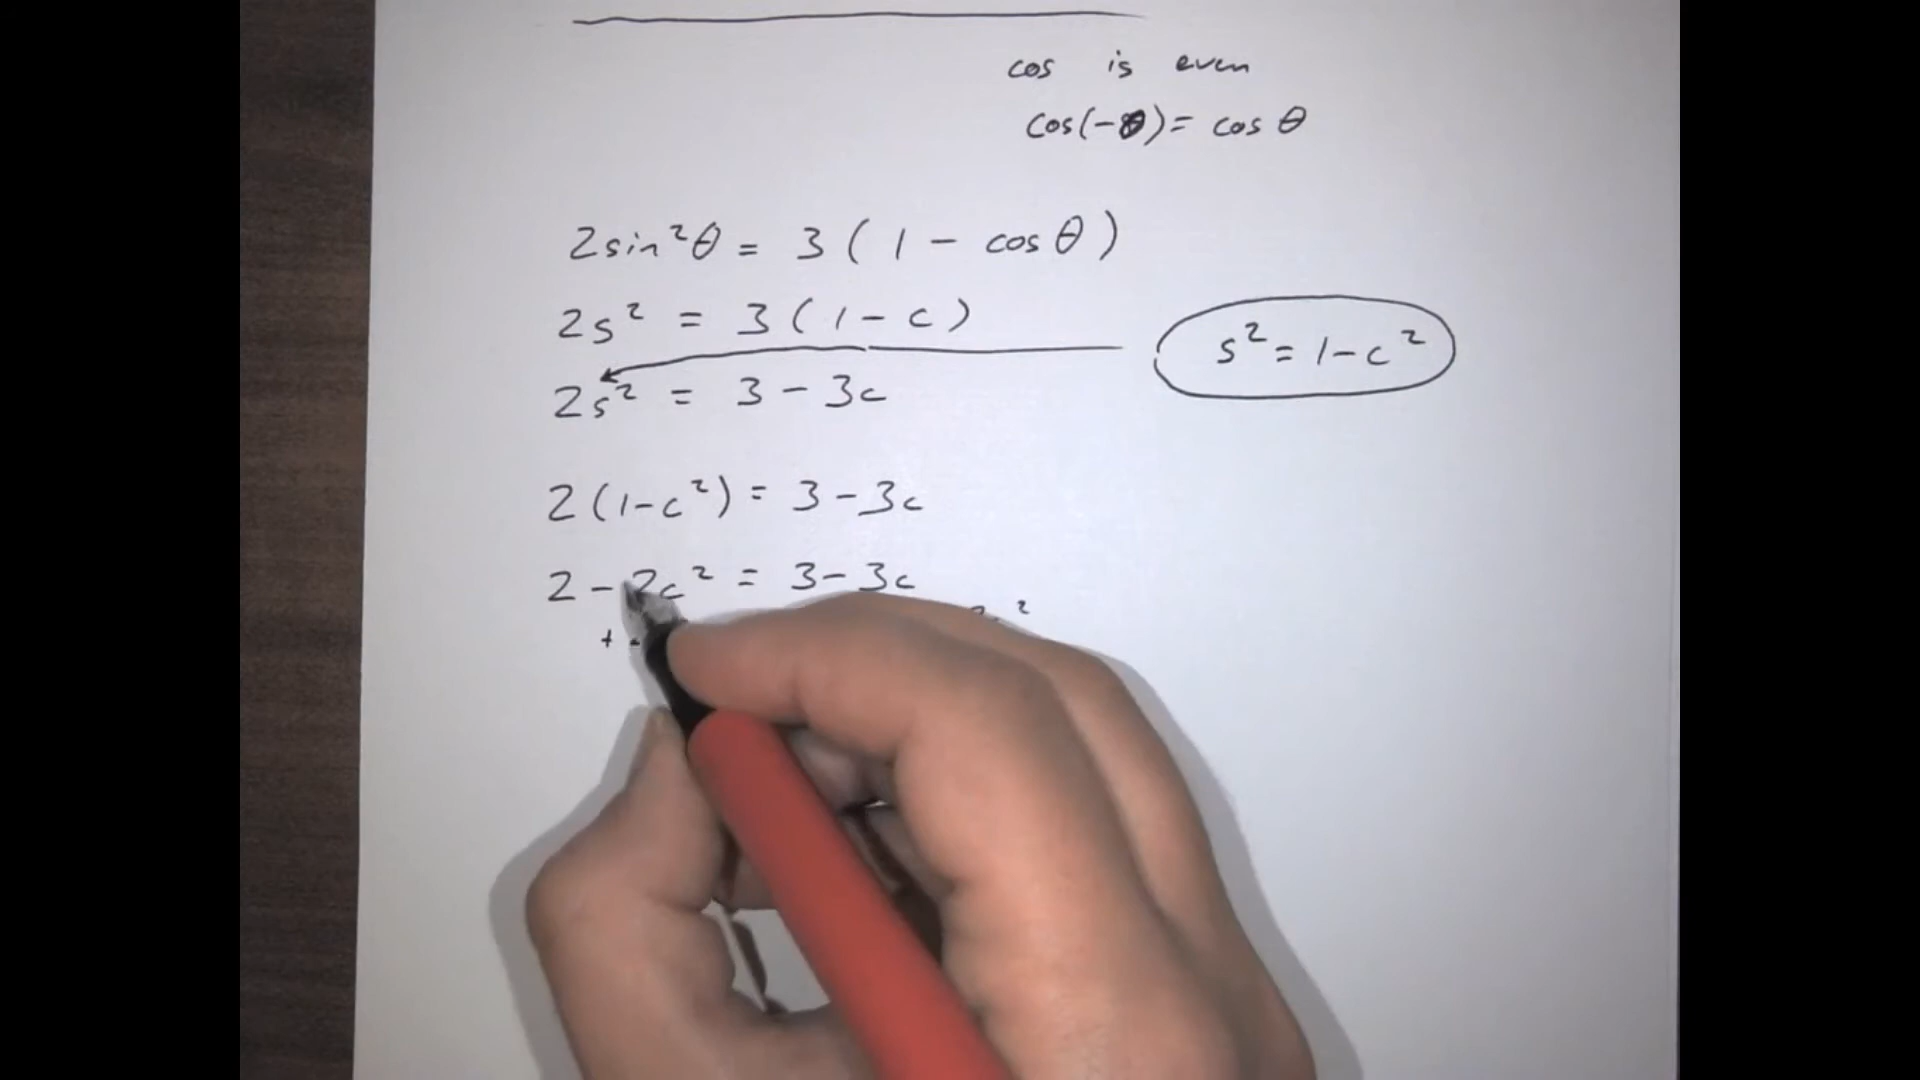 cos is even
cos(-θ) = cos θ
2sin²θ = 3(1 - cosθ)
2s² = 3(1 - c)
s² = 1-c²
2s² = 3 - 3c
2(1-c²) = 3 - 3c
2 - 2c² = 3 - 3c
+